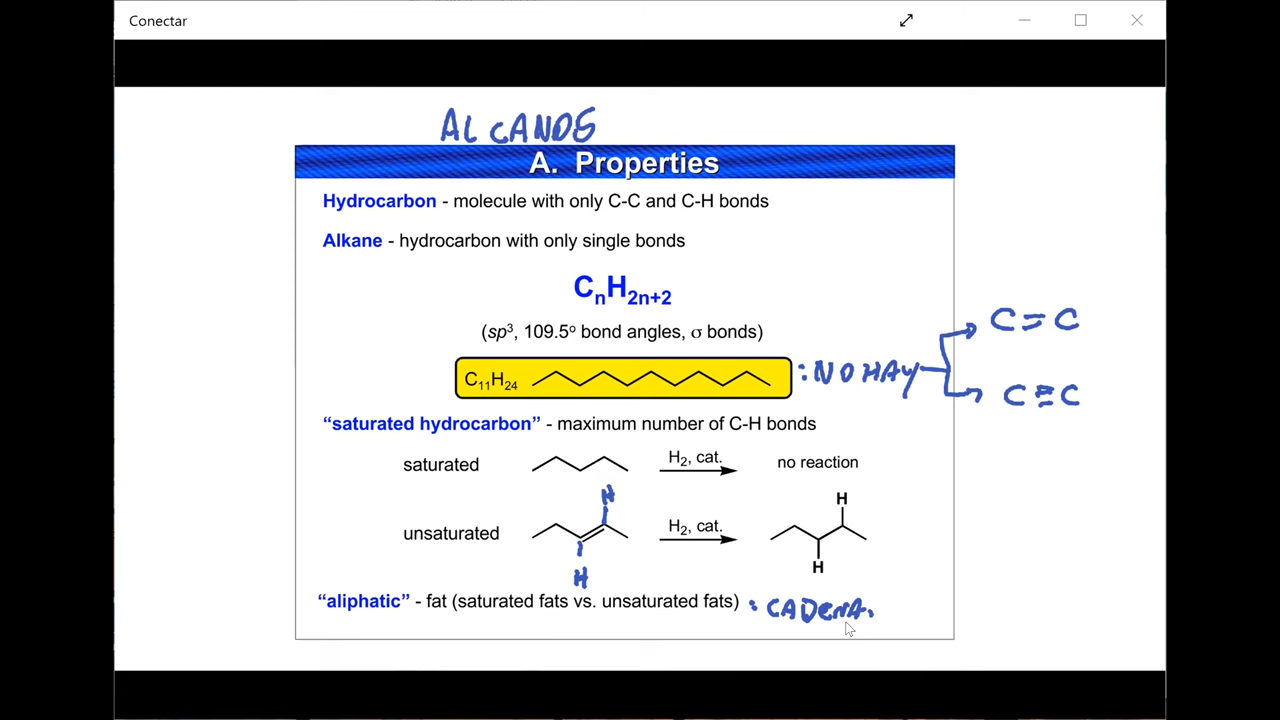 Conectar
ALCANOS
A. Properties
Hydrocarbon - molecule with only C-C and C-H bonds
Alkane - hydrocarbon with only single bonds
CₙH₂ₙ₊₂
(sp³, 109.5º bond angles, σ bonds)
C=C
C₁₁H₂₄ : NO HAY
C≡C
“saturated hydrocarbon” - maximum number of C-H bonds
saturated H₂, cat. no reaction
H H
unsaturated H₂, cat.
H H
“aliphatic” - fat (saturated fats vs. unsaturated fats) : CADENA.